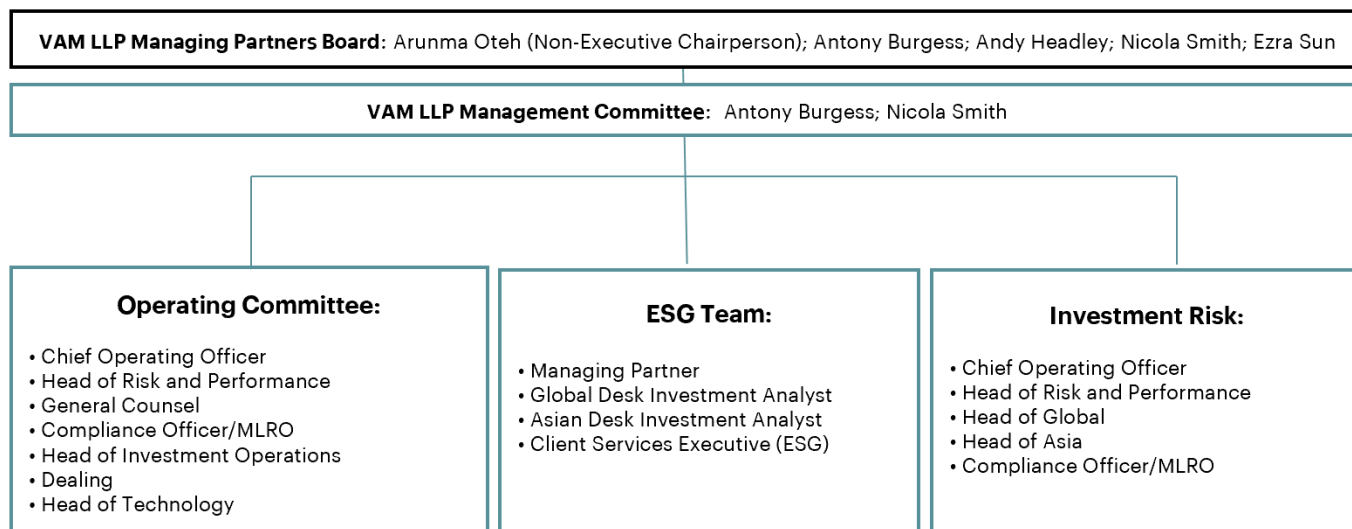 VAM LLP Managing Partners Board: Arunma Oteh (Non-Executive Chairperson); Antony Burgess; Andy Headley; Nicola Smith; Ezra Sun
VAM LLP Management Committee: Antony Burgess; Nicola Smith
Operating Committee:
• Chief Operating Officer
• Head of Risk and Performance
• General Counsel
• Compliance Officer/MLRO
• Head of Investment Operations
• Dealing
• Head of Technology
ESG Team:
• Managing Partner
• Global Desk Investment Analyst
• Asian Desk Investment Analyst
• Client Services Executive (ESG)
Investment Risk:
• Chief Operating Officer
• Head of Risk and Performance
• Head of Global
• Head of Asia
• Compliance Officer/MLRO